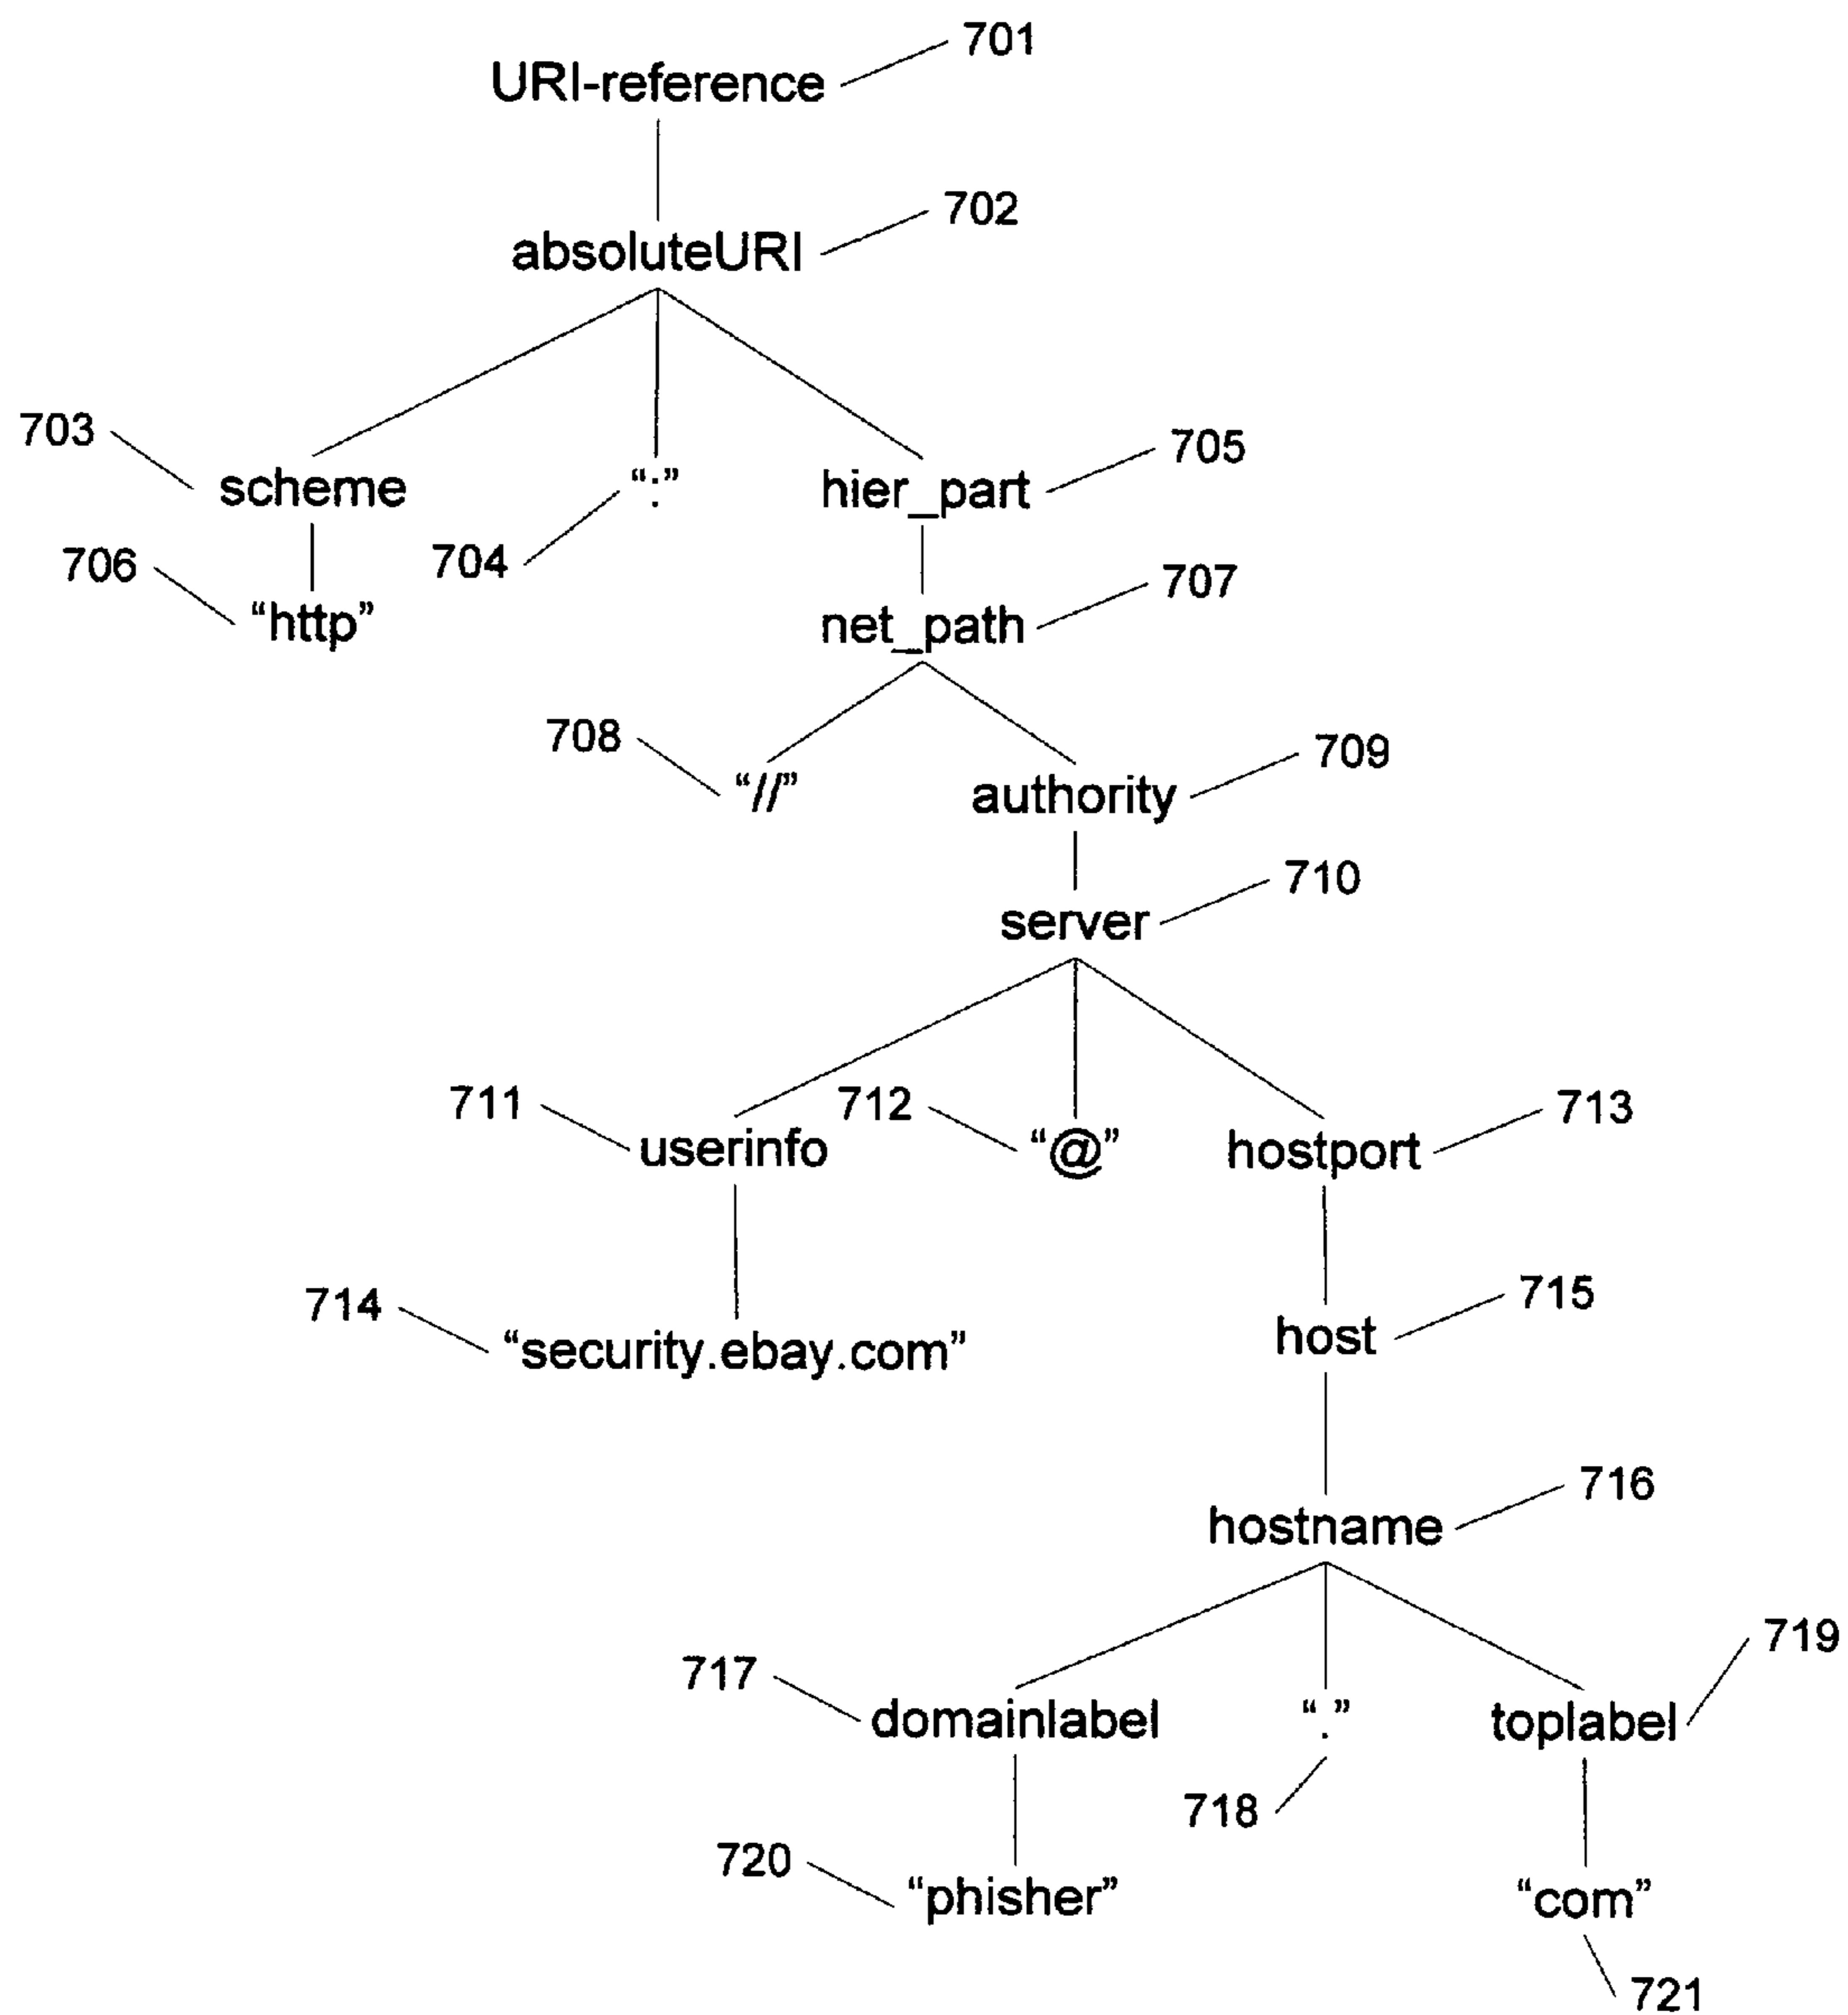 701
URI-reference
702
absoluteURI
703
705
scheme
“:”
hier_part
706
704
707
“http”
net_path
708
709
“//”
authority
710
server
711
712
713
userinfo
“@”
hostport
714
715
“security.ebay.com”
host
716
hostname
717
719
domainlabel
“.”
toplabel
718
720
“phisher”
“com”
721